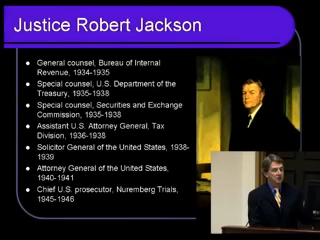 Justice Robert Jackson
General counsel, Bureau of Internal
Revenue, 1934-1935
Special counsel, U.S. Department of the
Treasury, 1935-1938
Special counsel, Securities and Exchange
Commission, 1935-1938
Assistant U.S. Attorney General, Tax
Division, 1936-1938
Solicitor General of the United States, 1938-
1939
Attorney General of the United States,
1940-1941
Chief U.S. prosecutor, Nuremberg Trials,
1945-1946